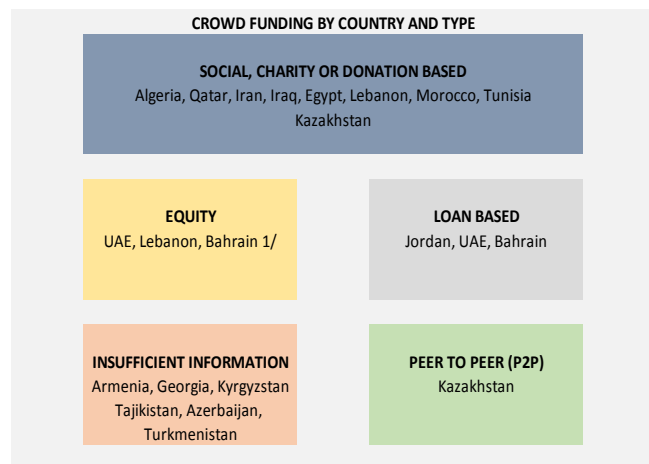 CROWD FUNDING BY COUNTRY AND TYPE
SOCIAL, CHARITY OR DONATION BASED
Algeria, Qatar, Iran, Iraq, Egypt, Lebanon, Morocco, Tunisia
Kazakhstan
EQUITY
UAE, Lebanon, Bahrain 1/
LOAN BASED
Jordan, UAE, Bahrain
INSUFFICIENT INFORMATION
Armenia, Georgia, Kyrgyzstan
Tajikistan, Azerbaijan,
Turkmenistan
PEER TO PEER (P2P)
Kazakhstan